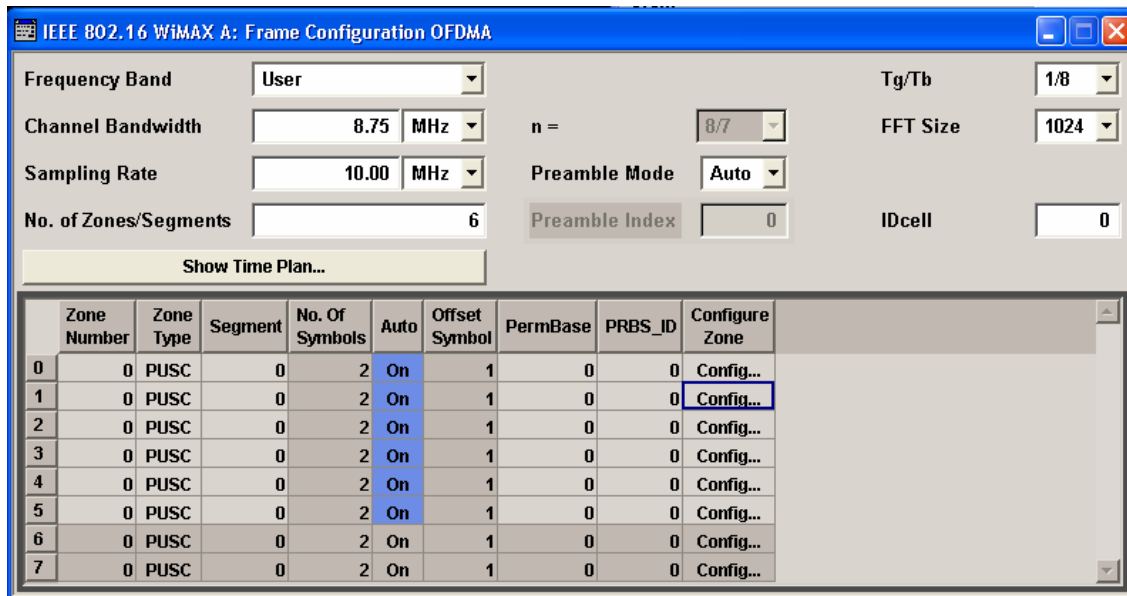 IEEE 802.16 WiMAX A: Frame Configuration OFDMA
Frequency Band User Tg/Tb 1/8
Channel Bandwidth 8.75 MHz n = 8/7 FFT Size 1024
Sampling Rate 10.00 MHz Preamble Mode Auto
No. of Zones/Segments 6 Preamble Index 0 IDcell 0
Show Time Plan...
Zone Number Zone Type Segment No. Of Symbols Auto Offset Symbol PermBase PRBS_ID Configure Zone
0 0 PUSC 0 2 On 1 0 0 Config...
1 0 PUSC 0 2 On 1 0 0 Config...
2 0 PUSC 0 2 On 1 0 0 Config...
3 0 PUSC 0 2 On 1 0 0 Config...
4 0 PUSC 0 2 On 1 0 0 Config...
5 0 PUSC 0 2 On 1 0 0 Config...
6 0 PUSC 0 2 On 1 0 0 Config...
7 0 PUSC 0 2 On 1 0 0 Config...